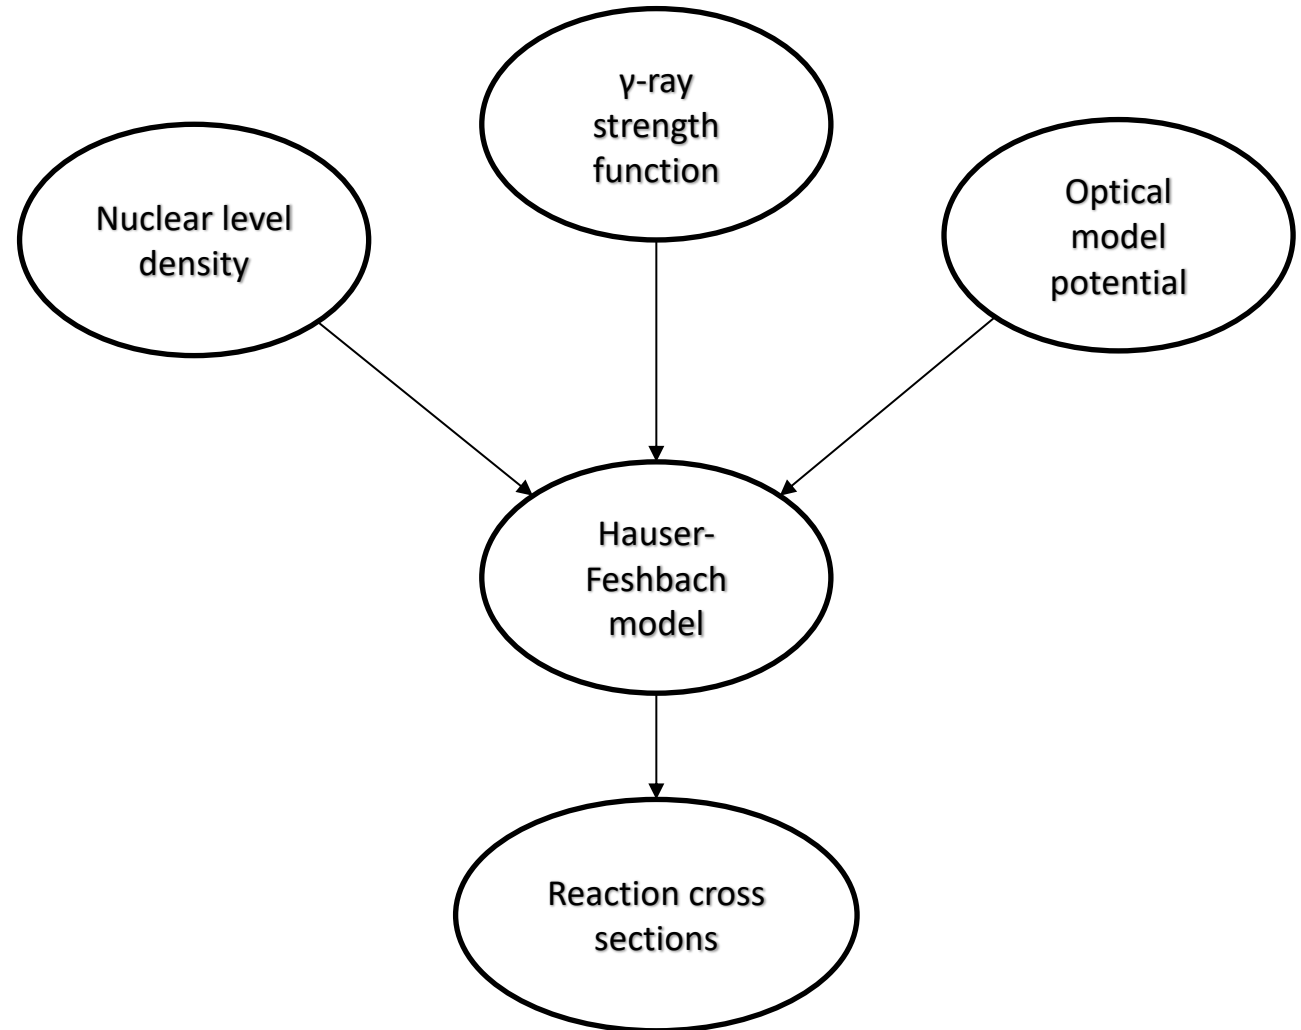 γ-ray
strength
function
Nuclear level
density
Optical
model
potential
Hauser-
Feshbach
model
Reaction cross
sections